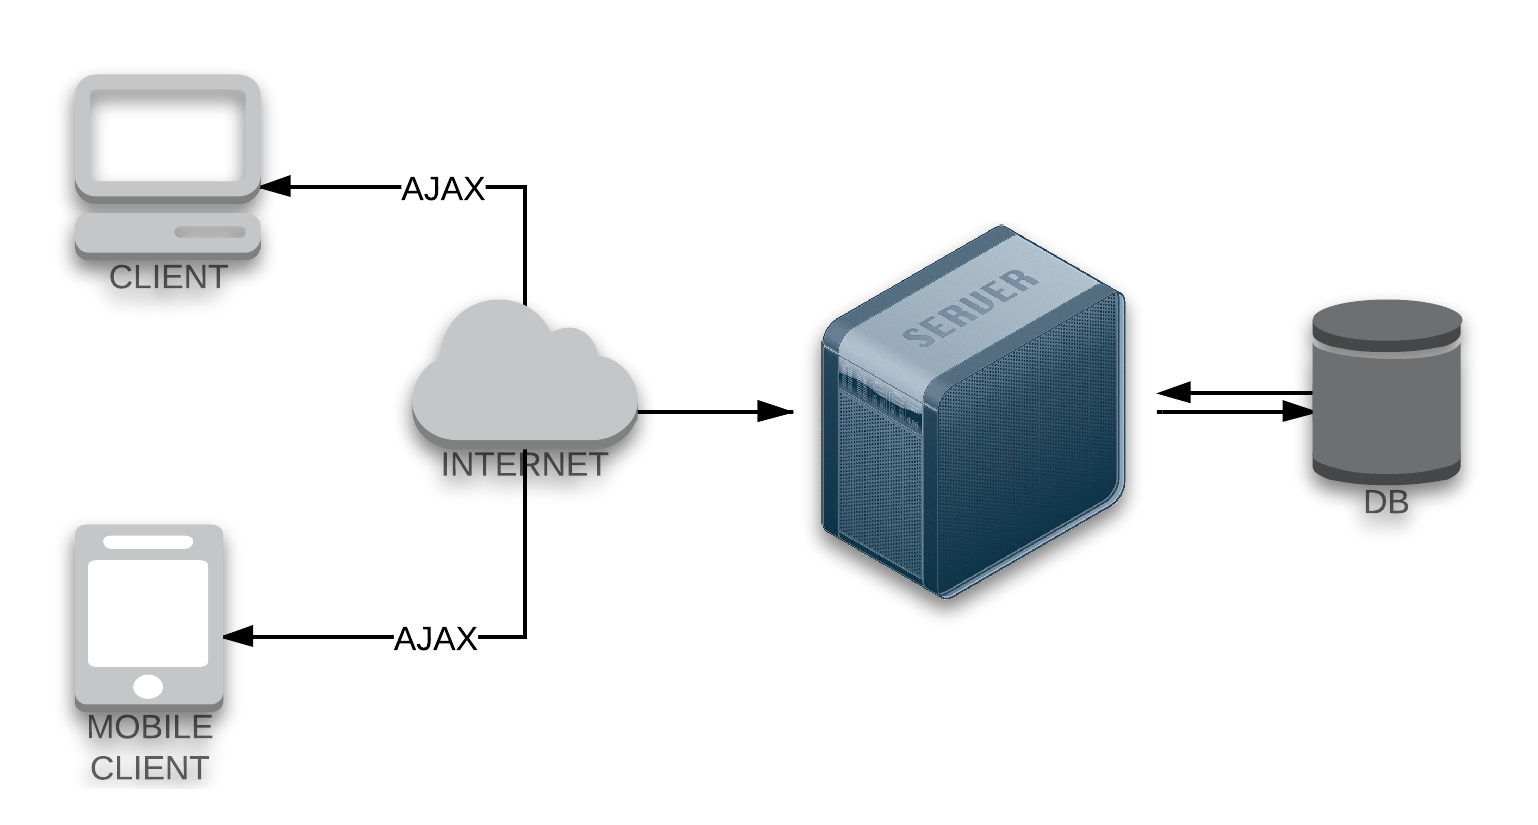 AJAX
CLIENT
SERVER
INTERNET
DB
AJAX
MOBILE
CLIENT